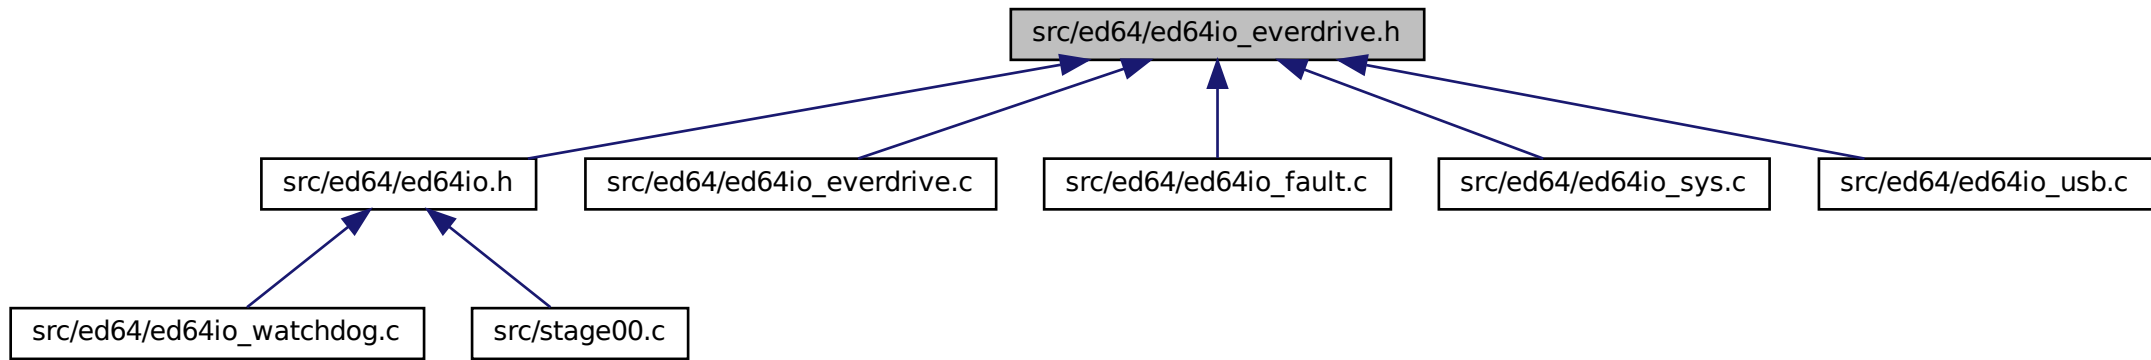 src/ed64/ed64io_everdrive.h
src/ed64/ed64io.h
src/ed64/ed64io_everdrive.c
src/ed64/ed64io_fault.c
src/ed64/ed64io_sys.c
src/ed64/ed64io_usb.c
src/ed64/ed64io_watchdog.c
src/stage00.c